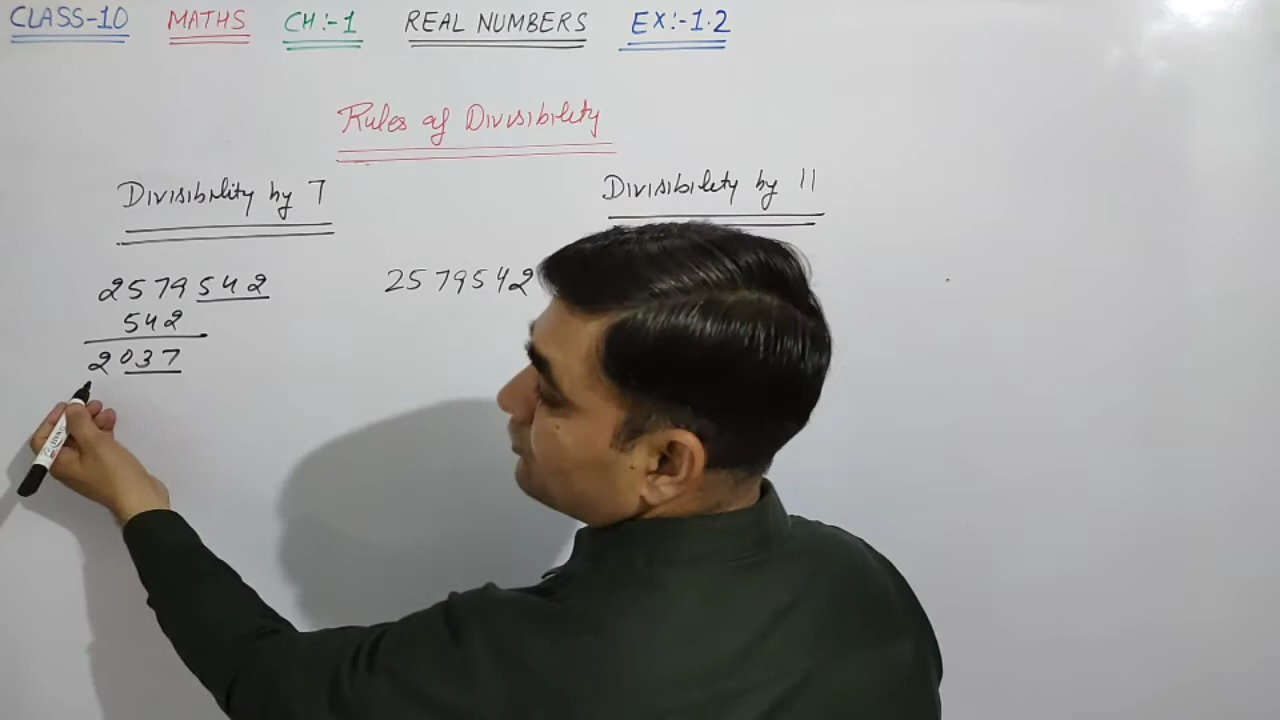 CLASS-10 MATHS CH:-1 REAL NUMBERS EX:-1.2
Rules of Divisibility
Divisibility by 7
2579542
542
2037
2579542
Divisibility by 11